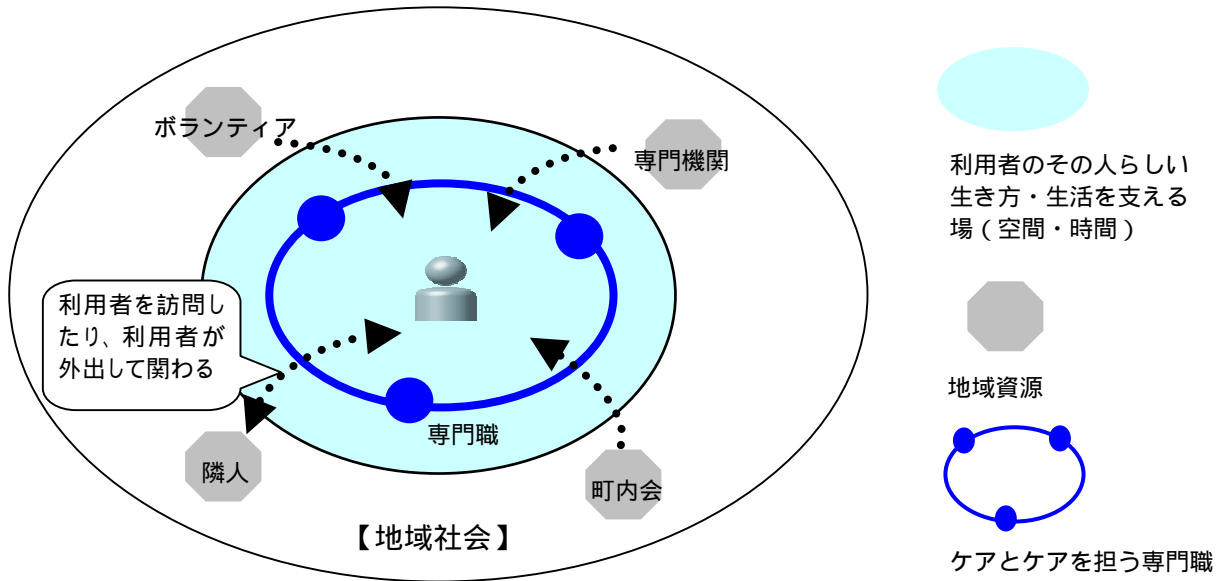 ボランティア
専門機関
利用者を訪問し
たり、利用者が
外出して関わる
専門職
隣人
町内会
【地域社会】
利用者のその人らしい
生き方・生活を支える
場(空間・時間)
地域資源
ケアとケアを担う専門職